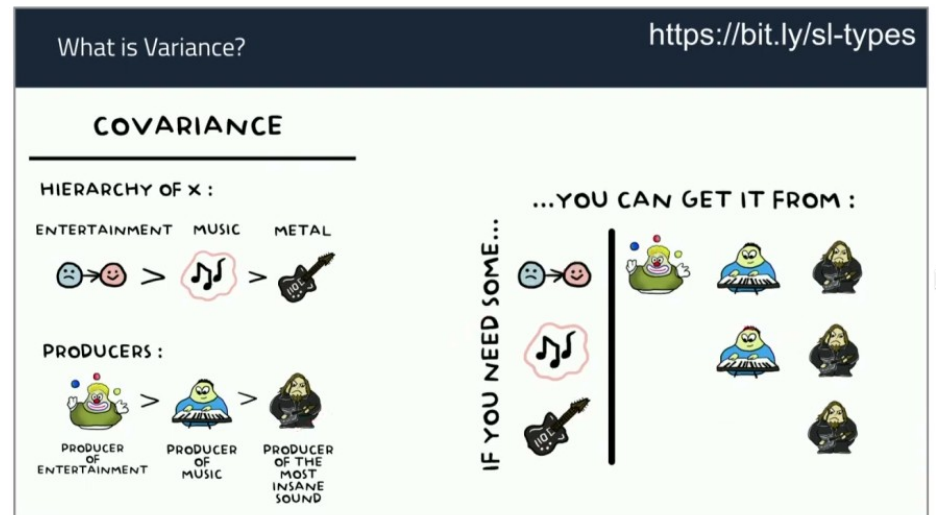 What is Variance?
https://bit.ly/sl-types
COVARIANCE
HIERARCHY OF X :
ENTERTAINMENT MUSIC METAL
> >
PRODUCERS :
> >
PRODUCER
OF
ENTERTAINMENT
PRODUCER
OF
MUSIC
PRODUCER
OF THE
MOST
INSANE
SOUND
...YOU CAN GET IT FROM :
IF YOU NEED SOME...